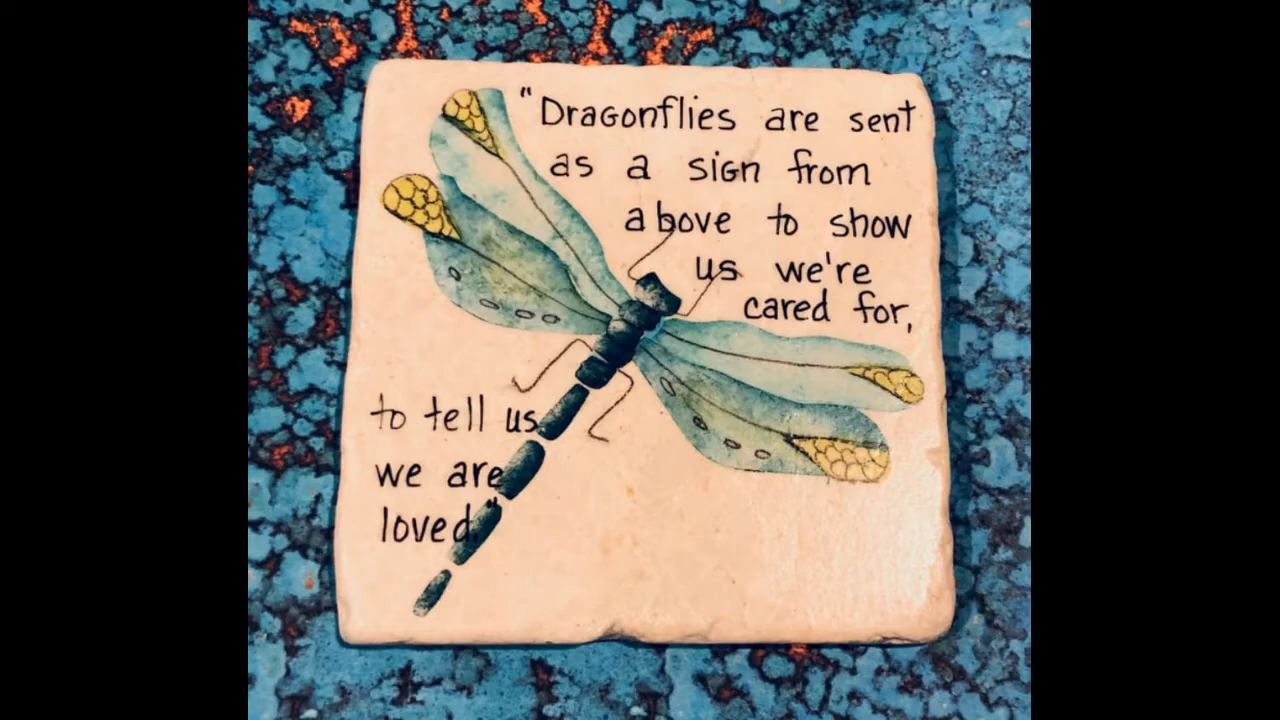 "Dragonflies are sent
as a sign from
above to show
us we're
cared for,
to tell us
we are
loved."